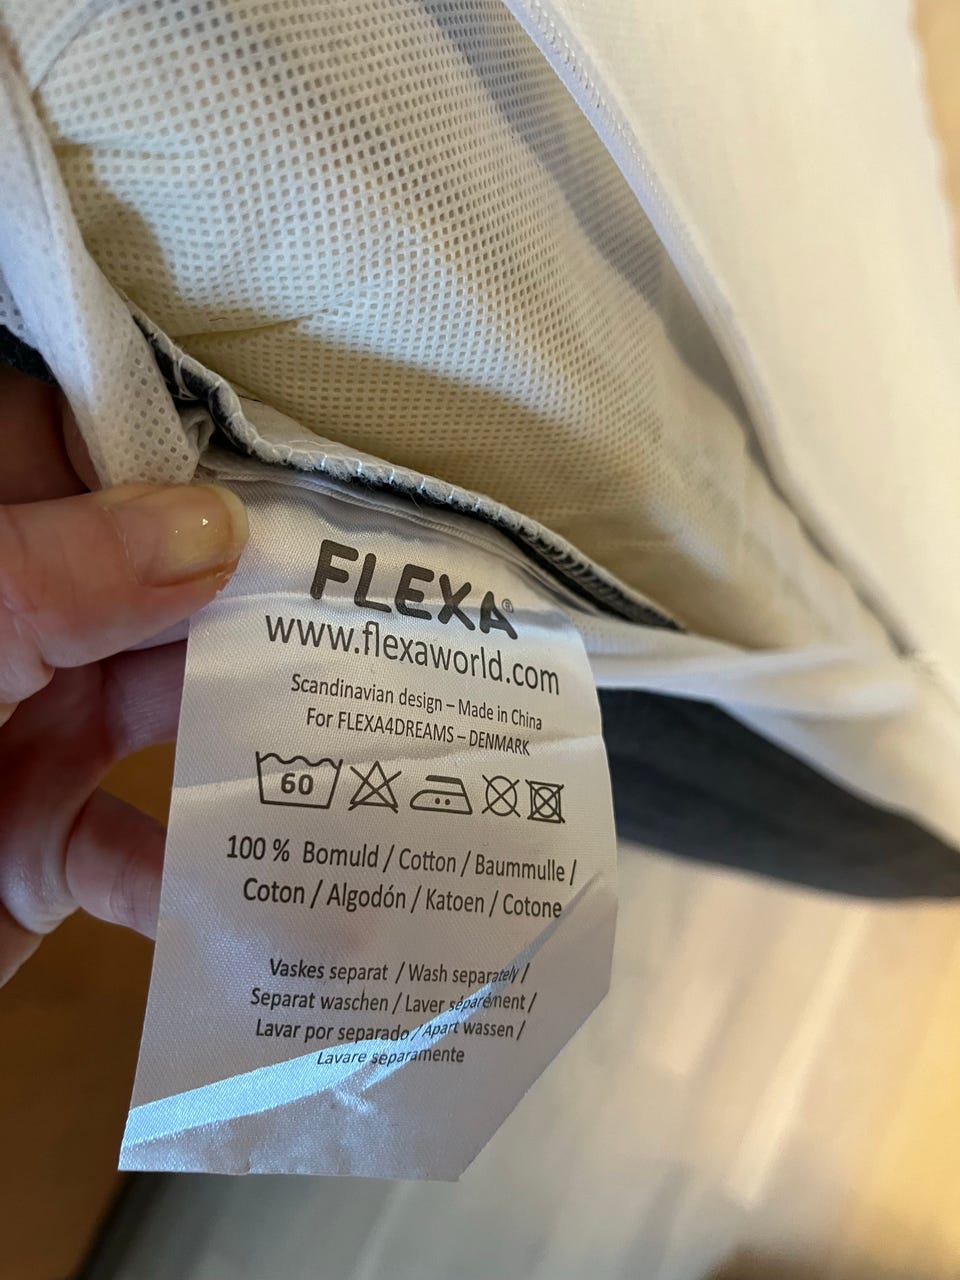 FLEXA®
www.flexaworld.com
Scandinavian design – Made in China
For FLEXA4DREAMS – DENMARK
60
100 % Bomuld / Cotton / Baummulle /
Coton / Algodón / Katoen / Cotone
Vaskes separat / Wash separately /
Separat waschen / Laver séparément /
Lavar por separado / Apart wassen /
Lavare separamente